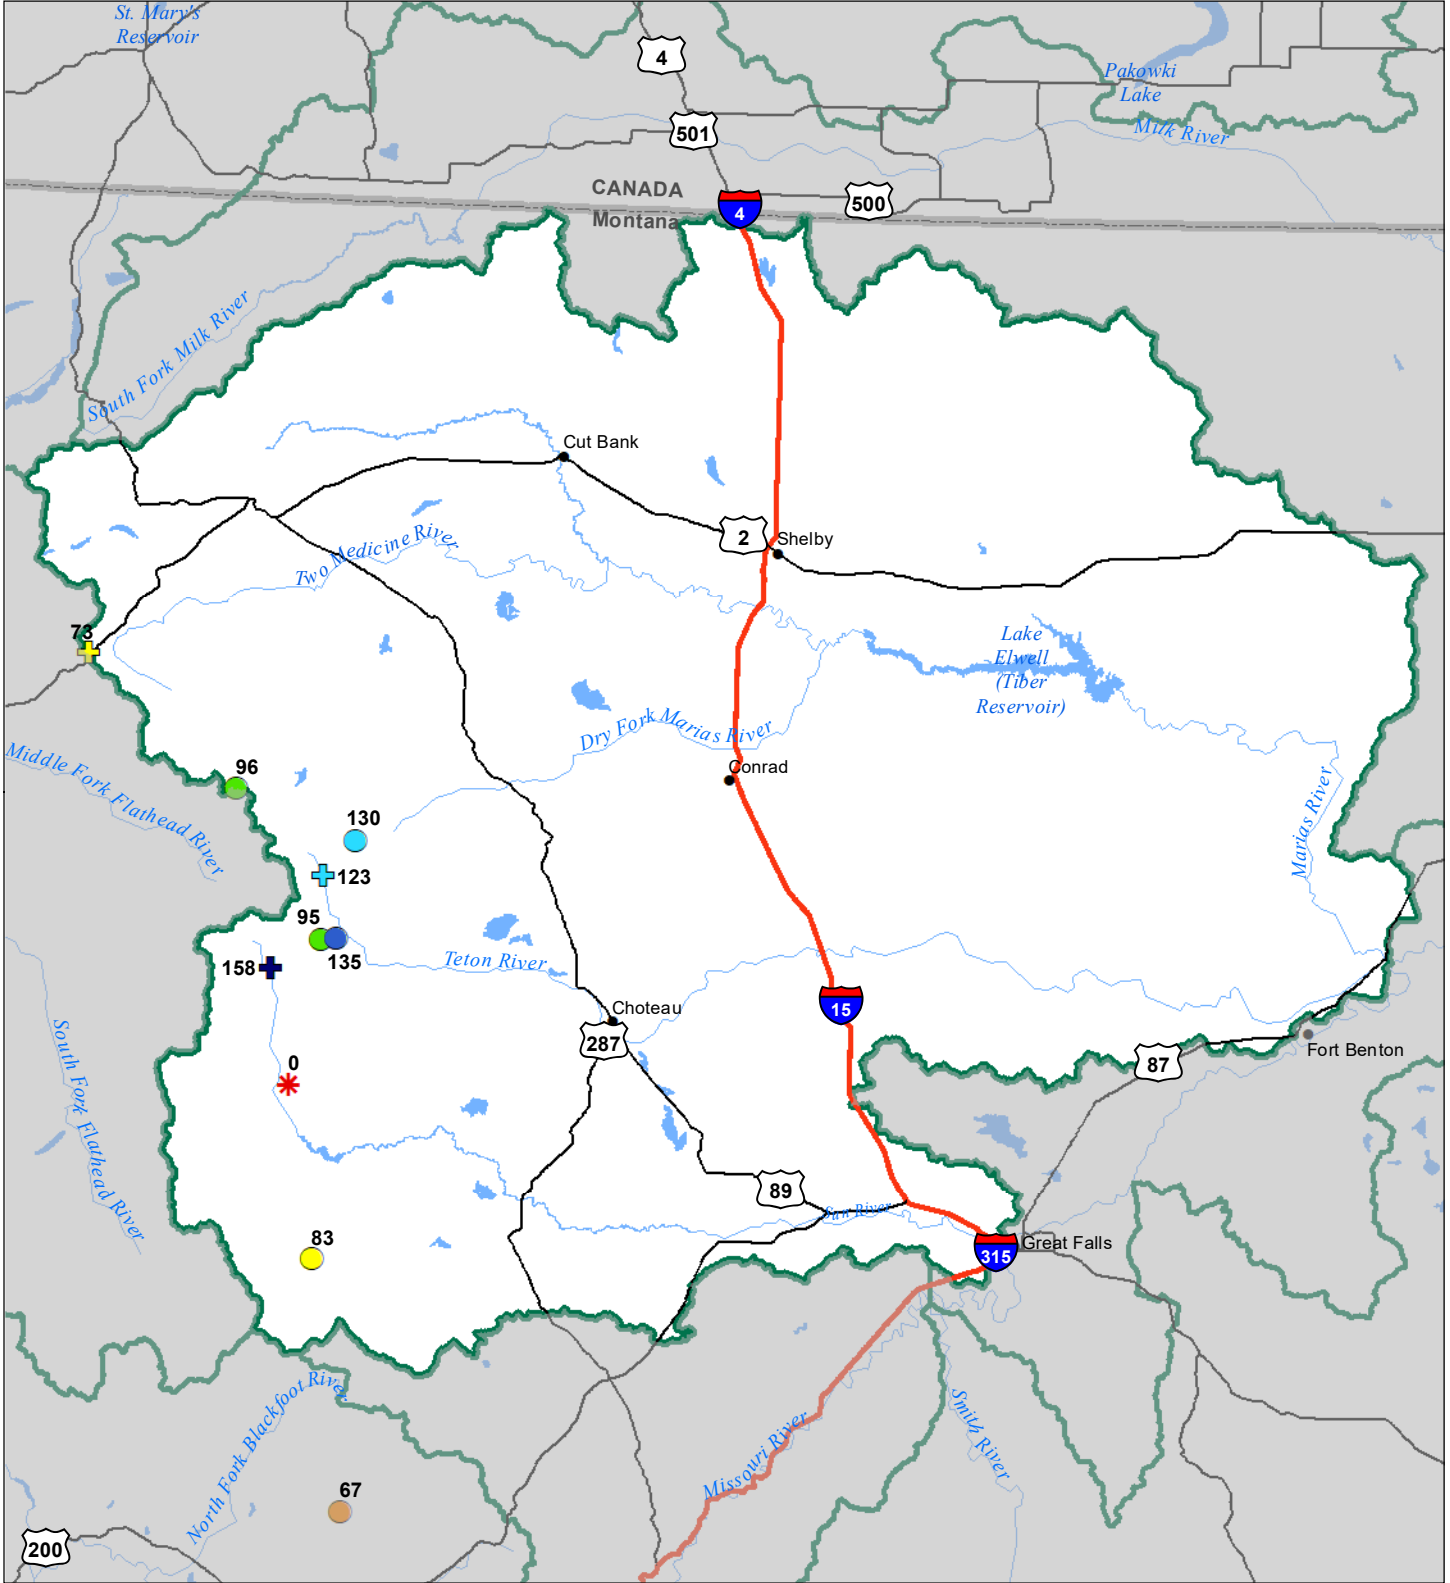 St. Mary's
Reservoir
4
Pakowki
Lake
501
Milk River
CANADA
Montana
4
500
South Fork Milk River
Cut Bank
2
Shelby
Two Medicine River
73
Lake
Elwell
(Tiber
Reservoir)
Dry Fork Marias River
Middle Fork Flathead River
96
Conrad
Marias River
130
123
95
135
158
Teton River
Choteau
15
287
Fort Benton
87
South Fork Flathead River
0
89
Sun River
83
315
Great Falls
North Fork Blackfoot River
Smith River
Missouri River
67
200